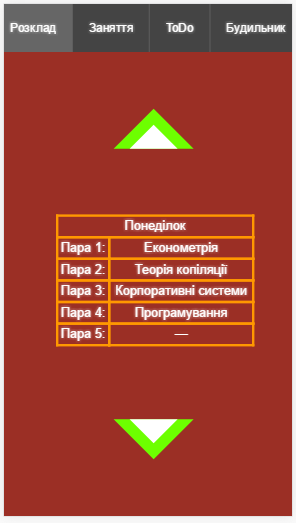 Розклад Заняття ToDo Будильник
Понеділок
Пара 1: Економетрія
Пара 2: Теорія копіляції
Пара 3: Корпоративні системи
Пара 4: Програмування
Пара 5: —